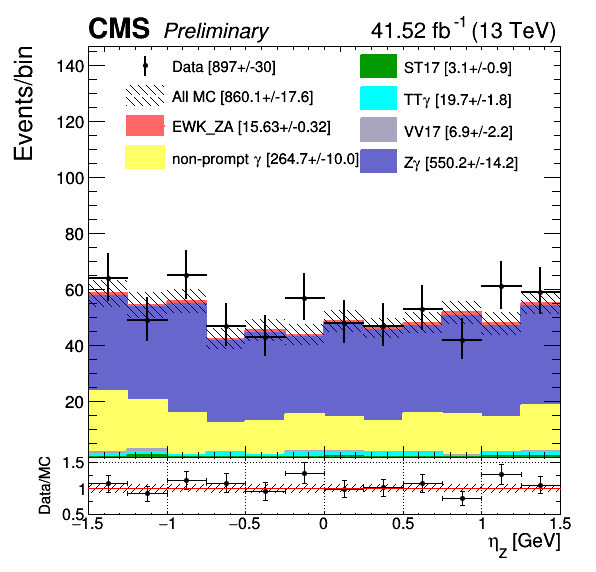 CMS Preliminary 41.52 fb⁻¹ (13 TeV)
Events/bin
140
120
100
80
60
40
20
Data [897+/-30]
All MC [860.1+/-17.6]
EWK_ZA [15.63+/-0.32]
non-prompt γ [264.7+/-10.0]
ST17 [3.1+/-0.9]
TTγ [19.7+/-1.8]
VV17 [6.9+/-2.2]
Zγ [550.2+/-14.2]
Data/MC
1.5
1
0.5
−1.5 −1 −0.5 0 0.5 1 1.5
η_Z [GeV]